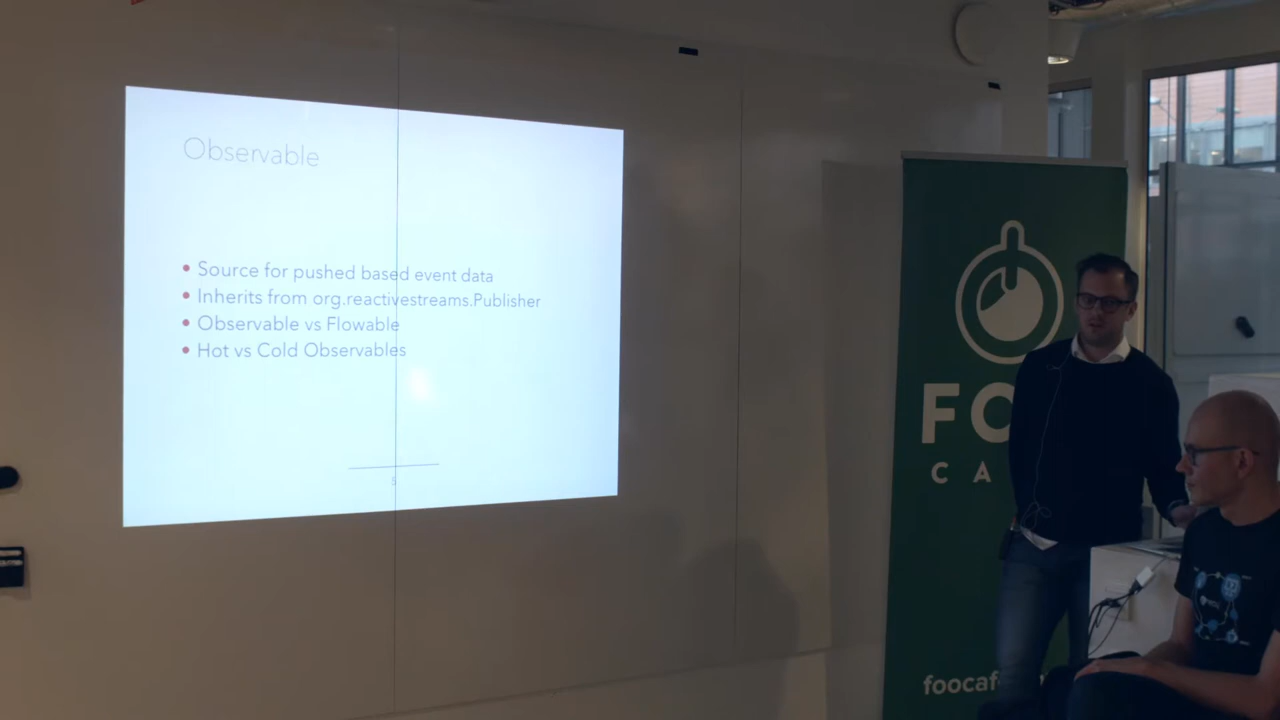 Observable
• Source for pushed based event data
• Inherits from org.reactivestreams.Publisher
• Observable vs Flowable
• Hot vs Cold Observables
5
FO
CA
foocaf